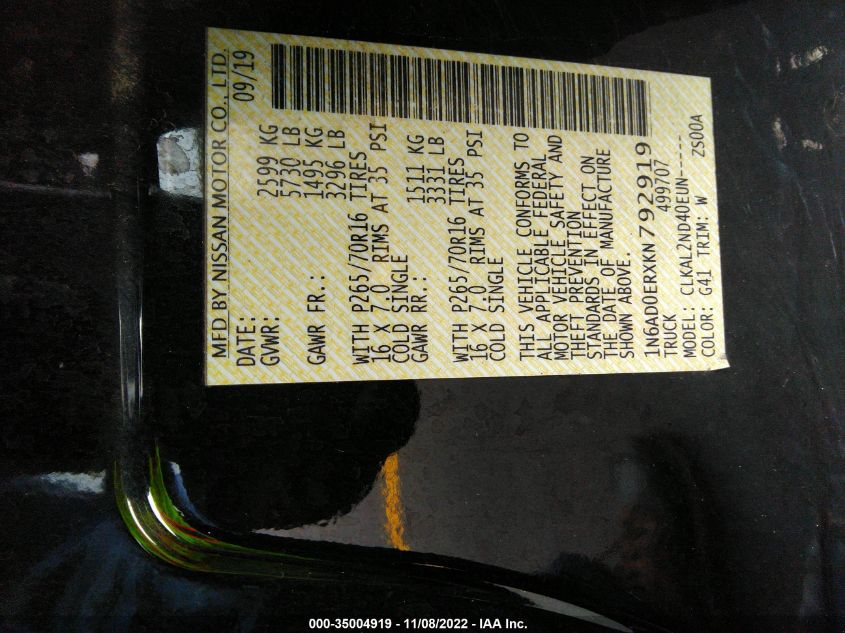 MFD BY NISSAN MOTOR CO., LTD.
DATE: 09/19
GVWR: 2599 KG
5730 LB
GAWR FR.: 1495 KG
3296 LB
WITH P265/70R16 TIRES
16 X 7.0 RIMS AT 35 PSI
COLD SINGLE
GAWR RR.: 1511 KG
3331 LB
WITH P265/70R16 TIRES
16 X 7.0 RIMS AT 35 PSI
COLD SINGLE
THIS VEHICLE CONFORMS TO
ALL APPLICABLE FEDERAL
MOTOR VEHICLE SAFETY AND
THEFT PREVENTION
STANDARDS IN EFFECT ON
THE DATE OF MANUFACTURE
SHOWN ABOVE.
1N6AD0ERXKN792919
TRUCK 499707
MODEL: CLKALZND40EUN-----
COLOR: G41 TRIM: W ZS00A
000-35004919 - 11/08/2022 - IAA Inc.